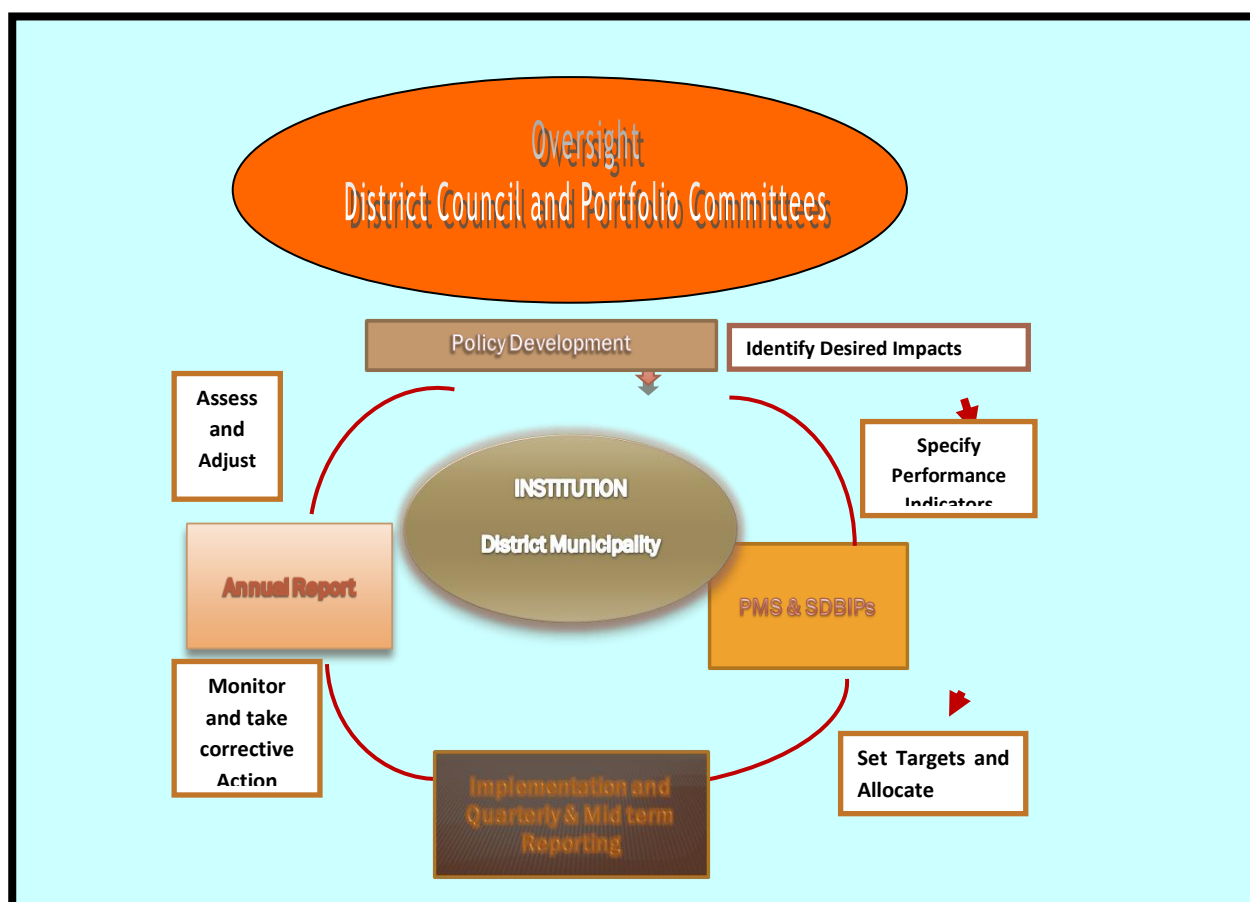 Oversight
District Council and Portfolio Committees
Policy Development
Identify Desired Impacts
Assess
and
Adjust
Specify
Performance
Indicators
INSTITUTION
District Municipality
Annual Report
PMS & SDBIPs
Monitor
and take
corrective
Action
Implementation and
Quarterly & Mid term
Reporting
Set Targets and
Allocate